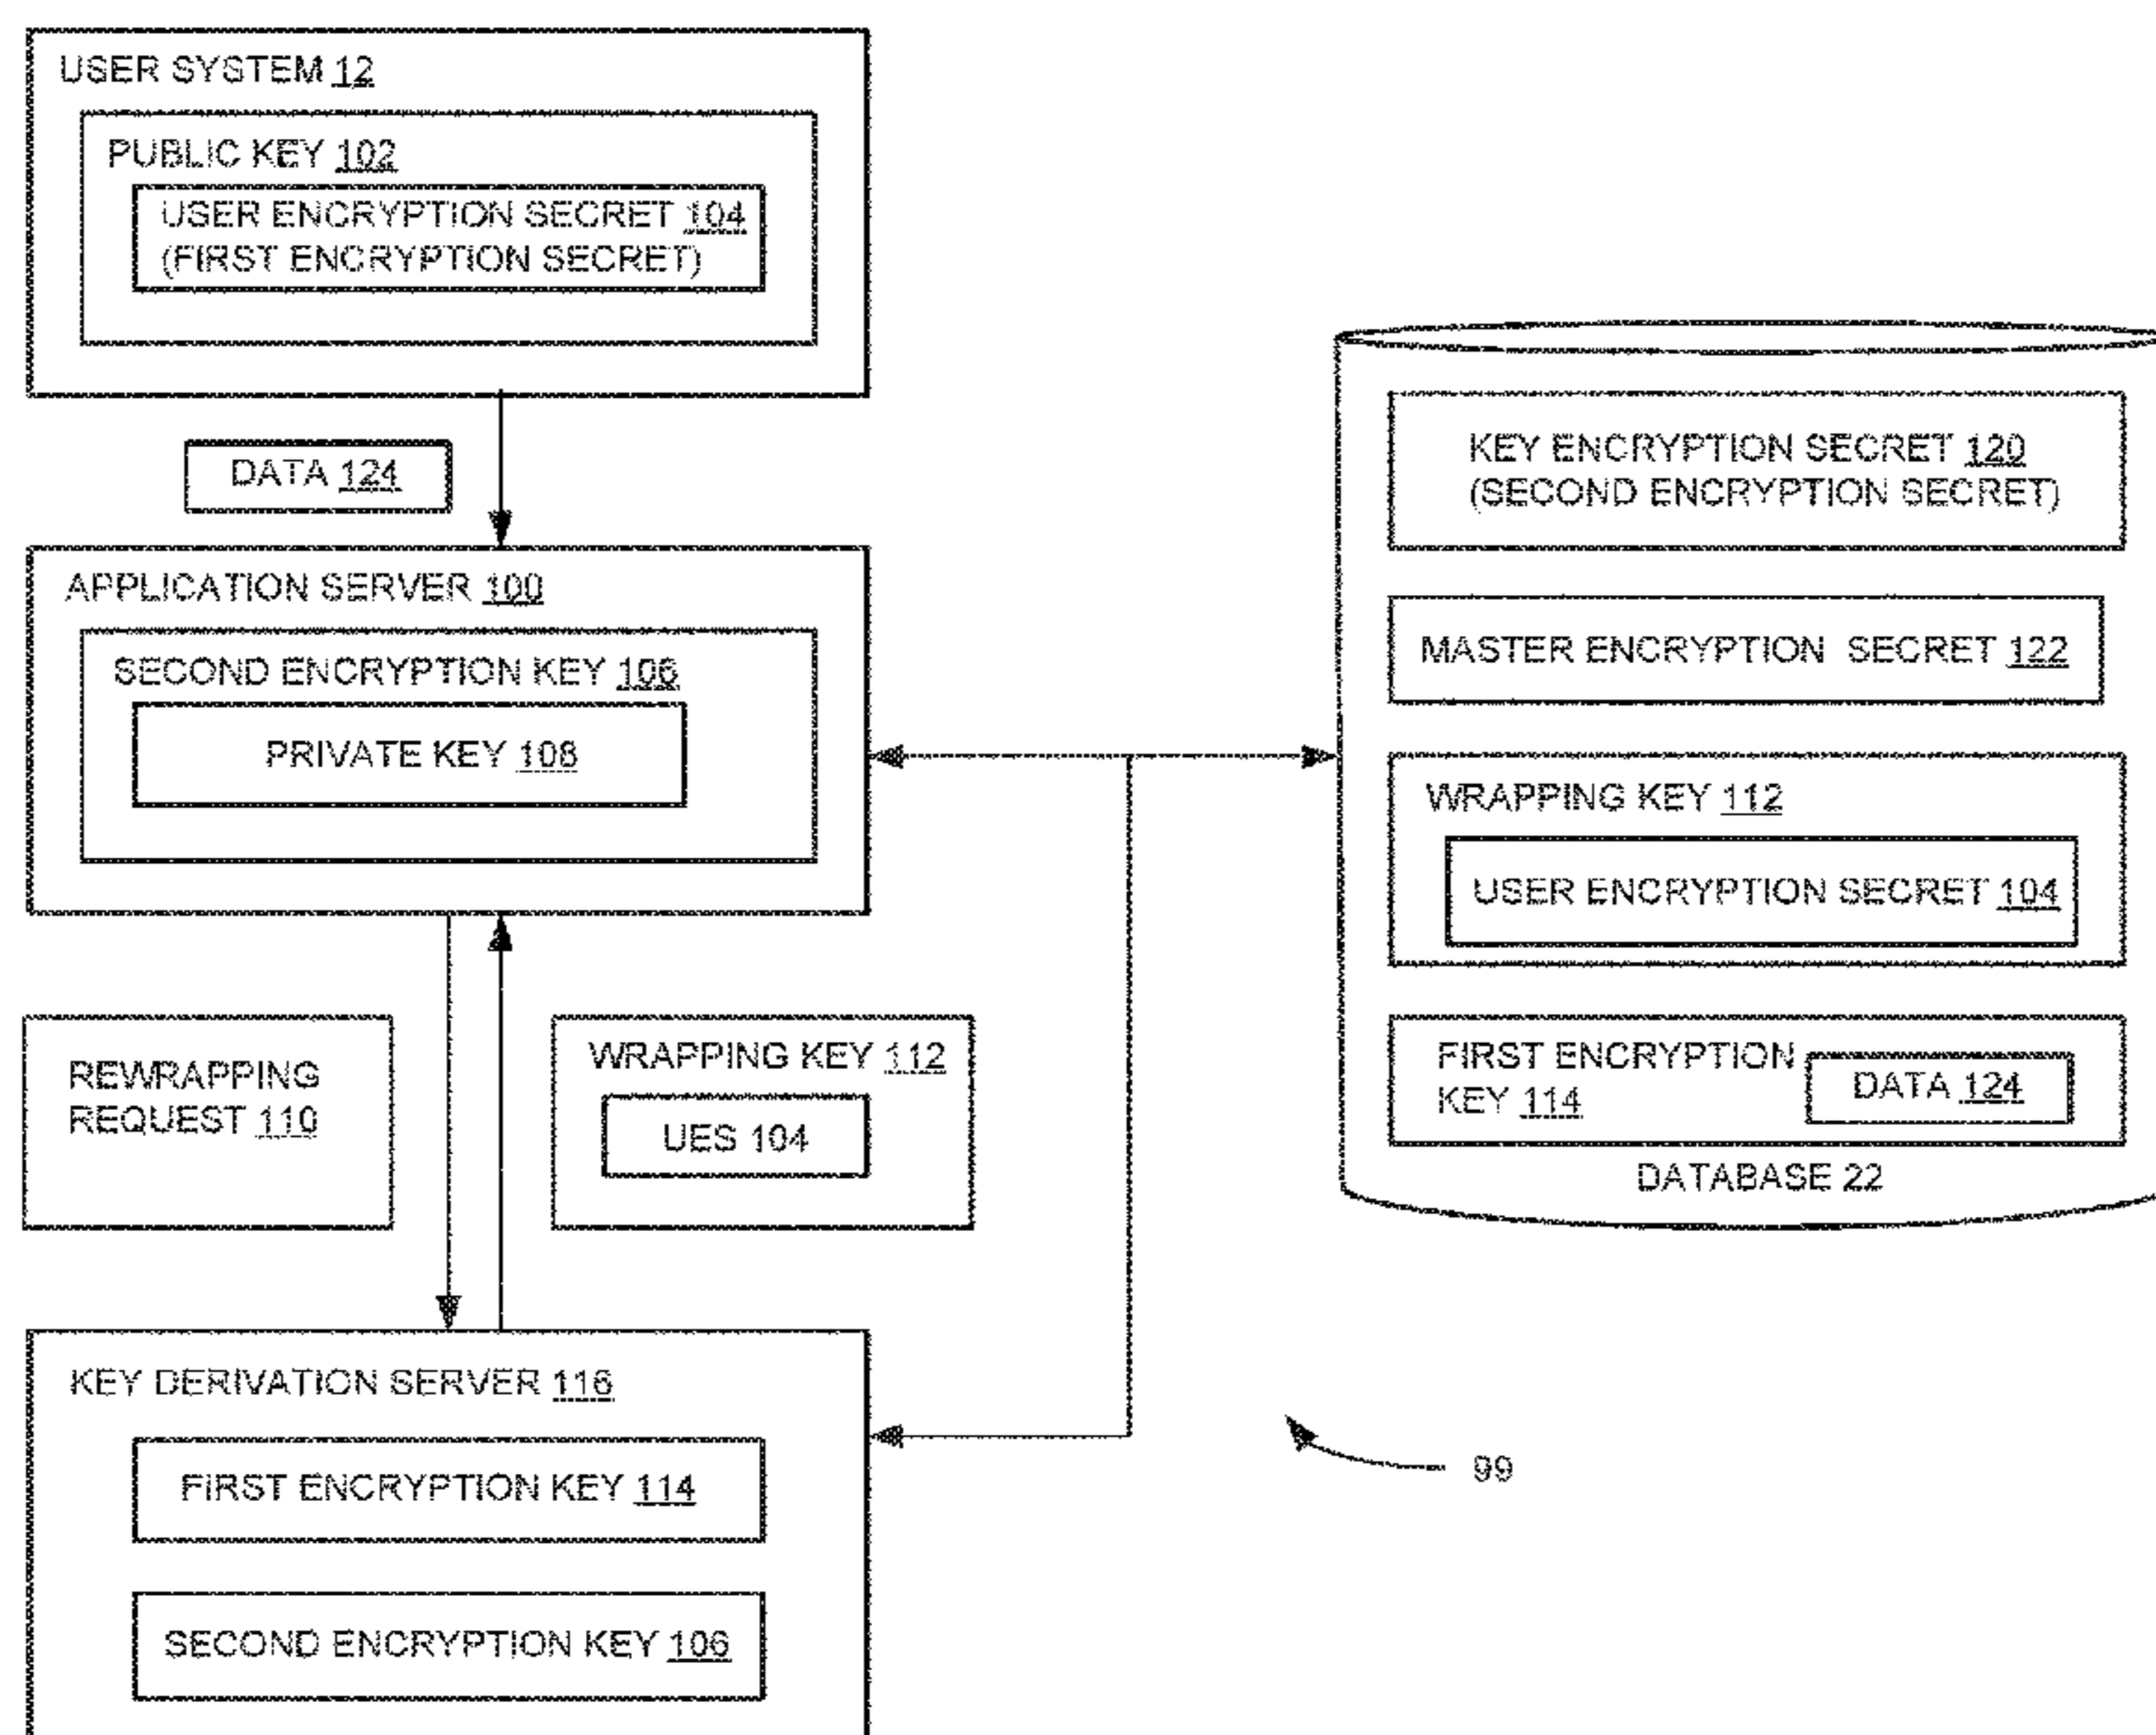 USER SYSTEM 12
PUBLIC KEY 102
USER ENCRYPTION SECRET 104
(FIRST ENCRYPTION SECRET)
DATA 124
APPLICATION SERVER 100
SECOND ENCRYPTION KEY 106
PRIVATE KEY 108
REWRAPPING
REQUEST 110
WRAPPING KEY 112
UES 104
KEY DERIVATION SERVER 116
FIRST ENCRYPTION KEY 114
SECOND ENCRYPTION KEY 106
KEY ENCRYPTION SECRET 120
(SECOND ENCRYPTION SECRET)
MASTER ENCRYPTION SECRET 122
WRAPPING KEY 112
USER ENCRYPTION SECRET 104
FIRST ENCRYPTION
KEY 114
DATA 124
DATABASE 22
99